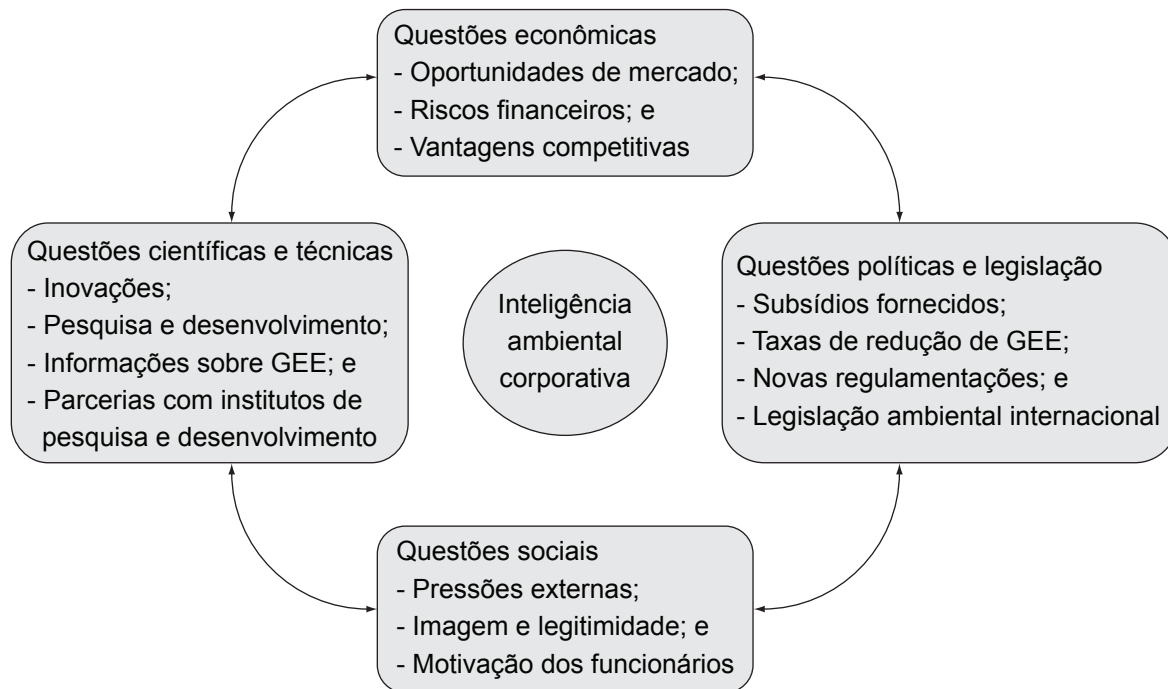 Questões econômicas
- Oportunidades de mercado;
- Riscos financeiros; e
- Vantagens competitivas
Questões científicas e técnicas
- Inovações;
- Pesquisa e desenvolvimento;
- Informações sobre GEE; e
- Parcerias com institutos de
pesquisa e desenvolvimento
Inteligência
ambiental
corporativa
Questões políticas e legislação
- Subsídios fornecidos;
- Taxas de redução de GEE;
- Novas regulamentações; e
- Legislação ambiental internacional
Questões sociais
- Pressões externas;
- Imagem e legitimidade; e
- Motivação dos funcionários